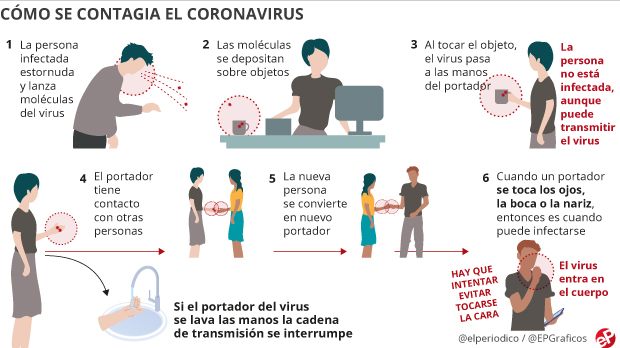 CÓMO SE CONTAGIA EL CORONAVIRUS
1 La persona
infectada
estornuda
y lanza
moléculas
del virus
2 Las moléculas
se depositan
sobre objetos
3 Al tocar el objeto,
el virus pasa
a las manos
del portador
La
persona
no está
infectada,
aunque
puede
transmitir
el virus
4 El portador
tiene
contacto
con otras
personas
5 La nueva
persona
se convierte
en nuevo
portador
6 Cuando un portador
se toca los ojos,
la boca o la nariz,
entonces es cuando
puede infectarse
HAY QUE
INTENTAR
EVITAR
TOCARSE
LA CARA
El virus
entra en
el cuerpo
Si el portador del virus
se lava las manos la cadena
de transmisión se interrumpe
@elperiodico / @EPGraficos
eP